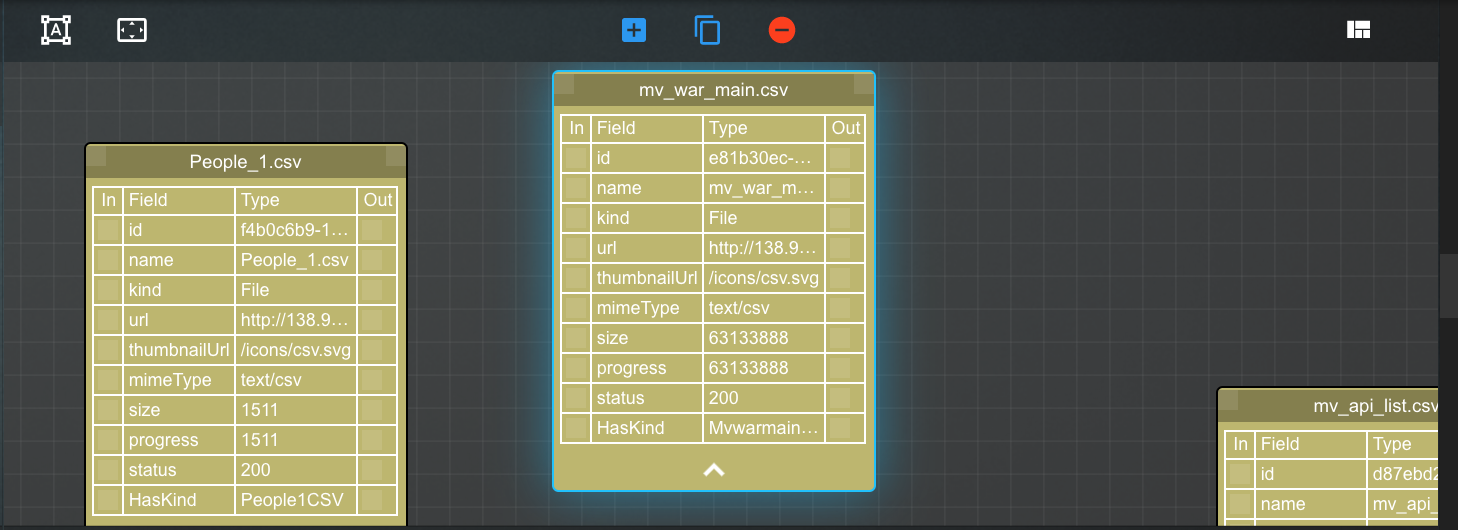 A
mv_war_main.csv
In Field Type Out
id e81b30ec-…
name mv_war_m…
kind File
url http://138.9…
thumbnailUrl /icons/csv.svg
mimeType text/csv
size 63133888
progress 63133888
status 200
HasKind Mvwarmain…
People_1.csv
In Field Type Out
id f4b0c6b9-1…
name People_1.csv
kind File
url http://138.9…
thumbnailUrl /icons/csv.svg
mimeType text/csv
size 1511
progress 1511
status 200
HasKind People1CSV
mv_api_list.csv
In Field Type
id d87ebd2
name mv_api_